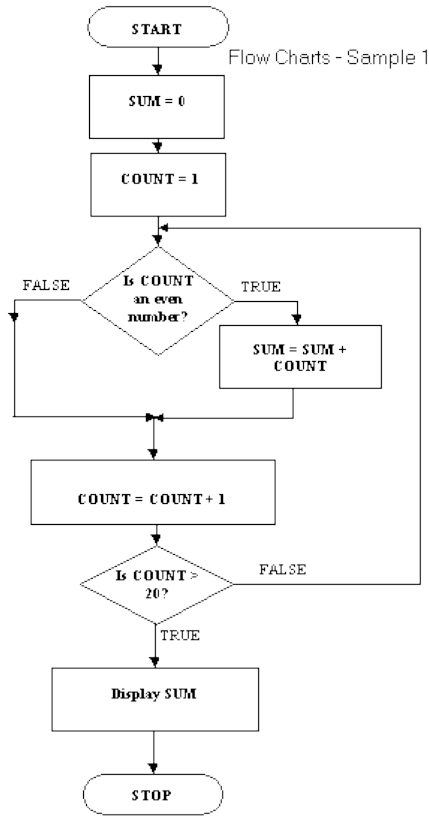 START
Flow Charts - Sample 1
SUM = 0
COUNT = 1
Is COUNT
an even
number?
FALSE
TRUE
SUM = SUM +
COUNT
COUNT = COUNT + 1
Is COUNT >
20?
FALSE
TRUE
Display SUM
STOP